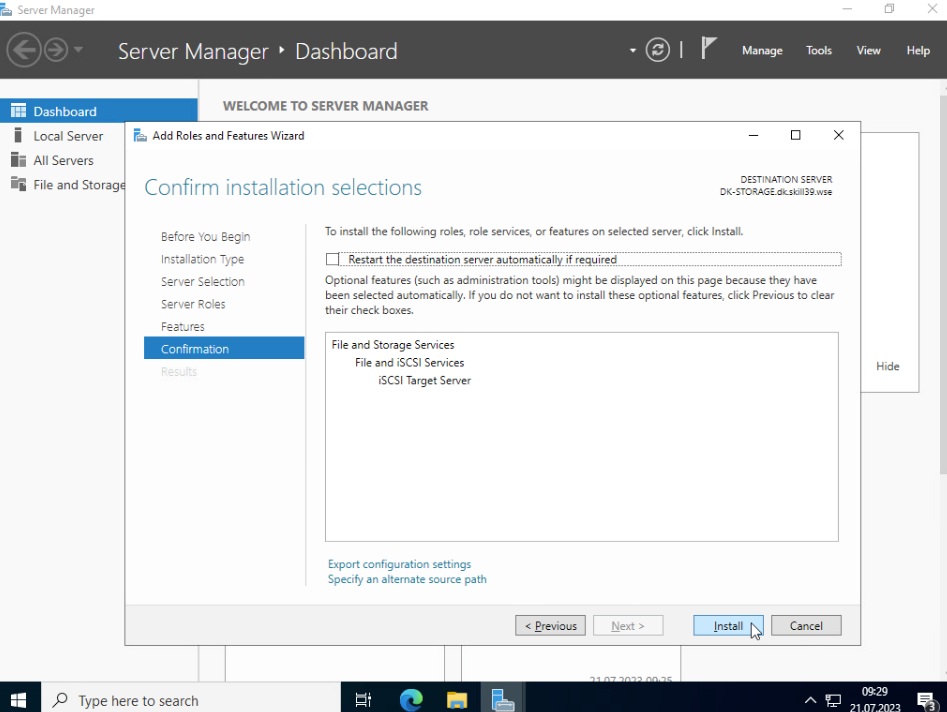 Server Manager
Server Manager ‣ Dashboard
Manage Tools View Help
Dashboard
Local Server
All Servers
File and Storage
WELCOME TO SERVER MANAGER
Add Roles and Features Wizard
Confirm installation selections
DESTINATION SERVER
DK-STORAGE.dk.skill39.wse
Before You Begin
Installation Type
Server Selection
Server Roles
Features
Confirmation
Results
To install the following roles, role services, or features on selected server, click Install.
Restart the destination server automatically if required
Optional features (such as administration tools) might be displayed on this page because they have
been selected automatically. If you do not want to install these optional features, click Previous to clear
their check boxes.
File and Storage Services
File and iSCSI Services
iSCSI Target Server
Export configuration settings
Specify an alternate source path
< Previous
Next >
Install
Cancel
Hide
21.07.2023 09:25
Type here to search
09:29
21.07.2023
3